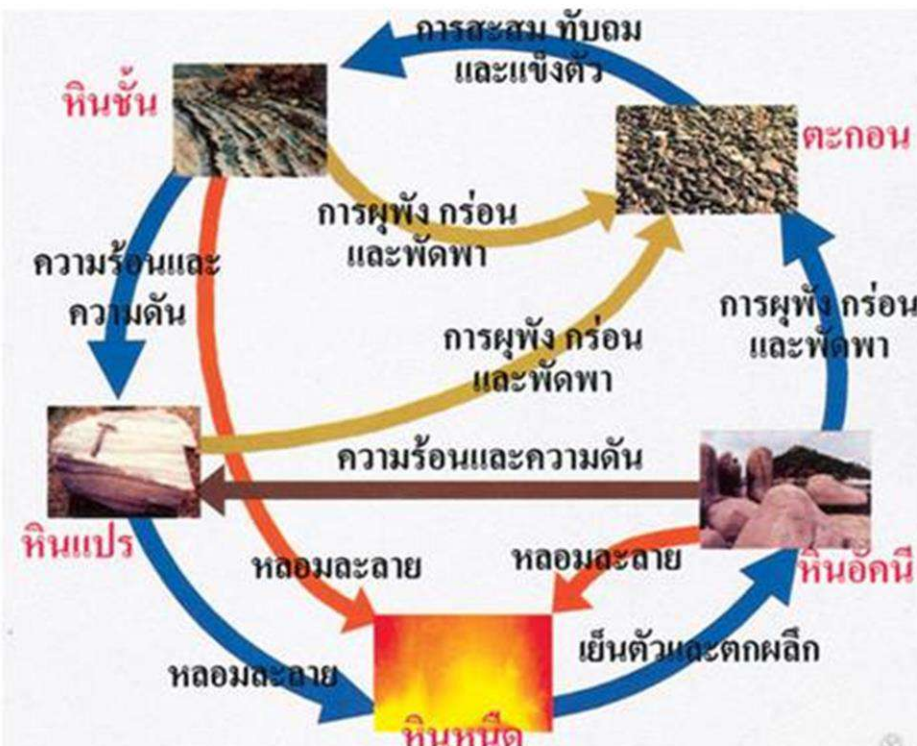 การสะสม ทับถม
และแข็งตัว
หินชั้น
ตะกอน
การผุพัง กร่อน
และพัดพา
ความร้อนและ
ความดัน
การผุพัง กร่อน
และพัดพา
การผุพัง กร่อน
และพัดพา
ความร้อนและความดัน
หินแปร
หลอมละลาย
หลอมละลาย
หินอัคนี
เย็นตัวและตกผลึก
หลอมละลาย
หินหนืด